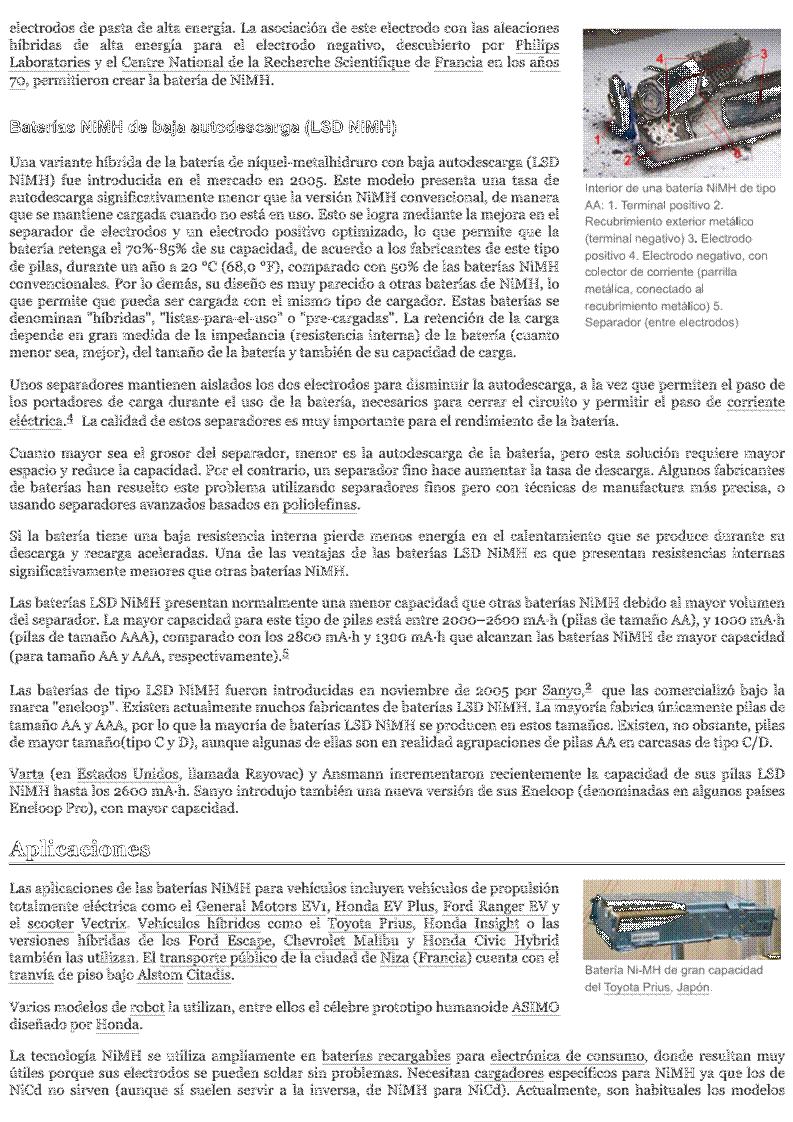 electrodos de pasta de alta energía. La asociación de este electrodo con las aleaciones
híbridas de alta energía para el electrodo negativo, descubierto por Philips
Laboratories y el Centre National de la Recherche Scientifique de Francia en los años
70, permitieron crear la batería de NiMH.
Baterías NiMH de baja autodescarga (LSD NiMH)
Una variante híbrida de la batería de níquel-metalhidruro con baja autodescarga (LSD
NiMH) fue introducida en el mercado en 2005. Este modelo presenta una tasa de
autodescarga significativamente menor que la versión NiMH convencional, de manera
que se mantiene cargada cuando no está en uso. Esto se logra mediante la mejora en el
separador de electrodos y un electrodo positivo optimizado, lo que permite que la
batería retenga el 70%-85% de su capacidad, de acuerdo a los fabricantes de este tipo
de pilas, durante un año a 20 °C (68,0 °F), comparado con 50% de las baterías NiMH
convencionales. Por lo demás, su diseño es muy parecido a otras baterías de NiMH, lo
que permite que pueda ser cargada con el mismo tipo de cargador. Estas baterías se
denominan "híbridas", "listas-para-el-uso" o "pre-cargadas". La retención de la carga
depende en gran medida de la impedancia (resistencia interna) de la batería (cuanto
menor sea, mejor), del tamaño de la batería y también de su capacidad de carga.
4 3
1 2
Interior de una batería NiMH de tipo
AA: 1. Terminal positivo 2.
Recubrimiento exterior metálico
(terminal negativo) 3. Electrodo
positivo 4. Electrodo negativo, con
colector de corriente (parrilla
metálica, conectado al
recubrimiento metálico) 5.
Separador (entre electrodos)
Unos separadores mantienen aislados los dos electrodos para disminuir la autodescarga, a la vez que permiten el paso de
los portadores de carga durante el uso de la batería, necesarios para cerrar el circuito y permitir el paso de corriente
eléctrica.4 La calidad de estos separadores es muy importante para el rendimiento de la batería.
Cuanto mayor sea el grosor del separador, menor es la autodescarga de la batería, pero esta solución requiere mayor
espacio y reduce la capacidad. Por el contrario, un separador fino hace aumentar la tasa de descarga. Algunos fabricantes
de baterías han resuelto este problema utilizando separadores finos pero con técnicas de manufactura más precisa, o
usando separadores avanzados basados en poliolefinas.
Si la batería tiene una baja resistencia interna pierde menos energía en el calentamiento que se produce durante su
descarga y recarga aceleradas. Una de las ventajas de las baterías LSD NiMH es que presentan resistencias internas
significativamente menores que otras baterías NiMH.
Las baterías LSD NiMH presentan normalmente una menor capacidad que otras baterías NiMH debido al mayor volumen
del separador. La mayor capacidad para este tipo de pilas está entre 2000–2600 mA·h (pilas de tamaño AA), y 1000 mA·h
(pilas de tamaño AAA), comparado con los 2800 mA·h y 1300 mA·h que alcanzan las baterías NiMH de mayor capacidad
(para tamaño AA y AAA, respectivamente).5
Las baterías de tipo LSD NiMH fueron introducidas en noviembre de 2005 por Sanyo,2 que las comercializó bajo la
marca "eneloop". Existen actualmente muchos fabricantes de baterías LSD NiMH. La mayoría fabrica únicamente pilas de
tamaño AA y AAA, por lo que la mayoría de baterías LSD NiMH se producen en estos tamaños. Existen, no obstante, pilas
de mayor tamaño(tipo C y D), aunque algunas de ellas son en realidad agrupaciones de pilas AA en carcasas de tipo C/D.
Varta (en Estados Unidos, llamada Rayovac) y Ansmann incrementaron recientemente la capacidad de sus pilas LSD
NiMH hasta los 2600 mA·h. Sanyo introdujo también una nueva versión de sus Eneloop (denominadas en algunos países
Eneloop Pro), con mayor capacidad.
Aplicaciones
Las aplicaciones de las baterías NiMH para vehículos incluyen vehículos de propulsión
totalmente eléctrica como el General Motors EV1, Honda EV Plus, Ford Ranger EV y
el scooter Vectrix. Vehículos híbridos como el Toyota Prius, Honda Insight o las
versiones híbridas de los Ford Escape, Chevrolet Malibu y Honda Civic Hybrid
también las utilizan. El transporte público de la ciudad de Niza (Francia) cuenta con el
tranvía de piso bajo Alstom Citadis.
Batería Ni-MH de gran capacidad
del Toyota Prius, Japón.
Varios modelos de robot la utilizan, entre ellos el célebre prototipo humanoide ASIMO
diseñado por Honda.
La tecnología NiMH se utiliza ampliamente en baterías recargables para electrónica de consumo, donde resultan muy
útiles porque sus electrodos se pueden soldar sin problemas. Necesitan cargadores específicos para NiMH ya que los de
NiCd no sirven (aunque sí suelen servir a la inversa, de NiMH para NiCd). Actualmente, son habituales los modelos